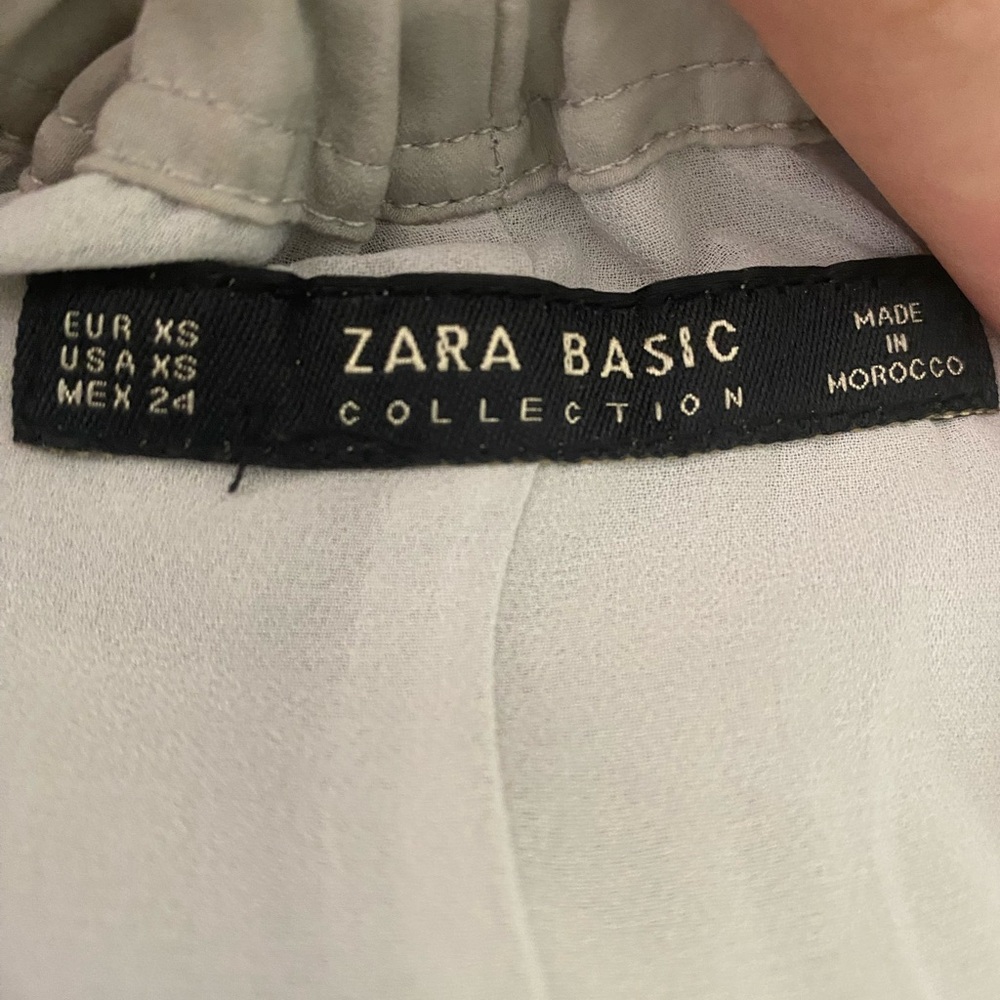 EUR XS
USA XS
MEX 24
ZARA BASIC
COLLECTION
MADE
IN
MOROCCO